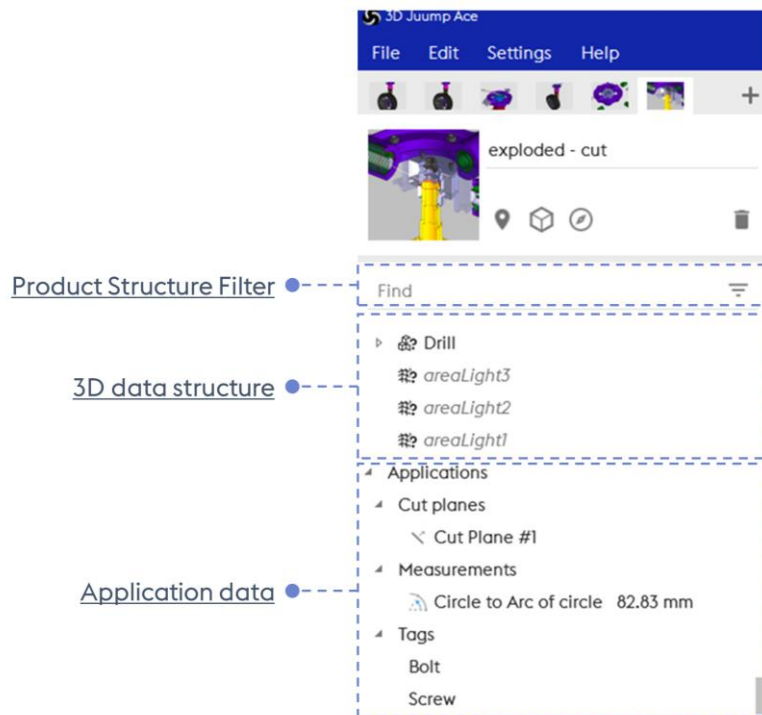 3D Juump Ace
File Edit Settings Help
exploded - cut
Product Structure Filter
Find
Drill
3D data structure
areaLight3
areaLight2
areaLight1
Applications
Cut planes
Cut Plane #1
Measurements
Application data
Circle to Arc of circle 82.83 mm
Tags
Bolt
Screw